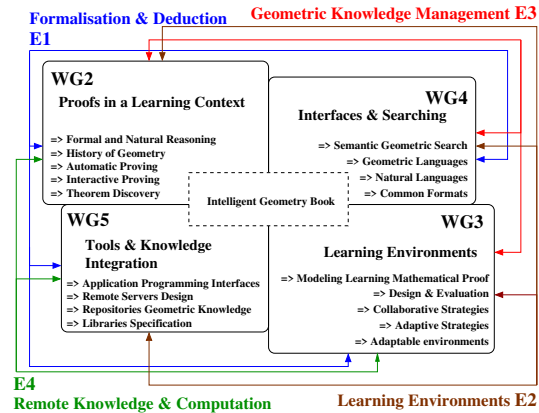 Formalisation & Deduction
E1
Geometric Knowledge Management E3
WG2
Proofs in a Learning Context
=> Formal and Natural Reasoning
=> History of Geometry
=> Automatic Proving
=> Interactive Proving
=> Theorem Discovery
WG4
Interfaces & Searching
=> Semantic Geometric Search
=> Geometric Languages
=> Natural Languages
=> Common Formats
Intelligent Geometry Book
WG5
Tools & Knowledge
Integration
=> Application Programming Interfaces
=> Remote Servers Design
=> Repositories Geometric Knowledge
=> Libraries Specification
WG3
Learning Environments
=> Modeling Learning Mathematical Proof
=> Design & Evaluation
=> Collaborative Strategies
=> Adaptive Strategies
=> Adaptable environments
E4
Remote Knowledge & Computation
Learning Environments E2